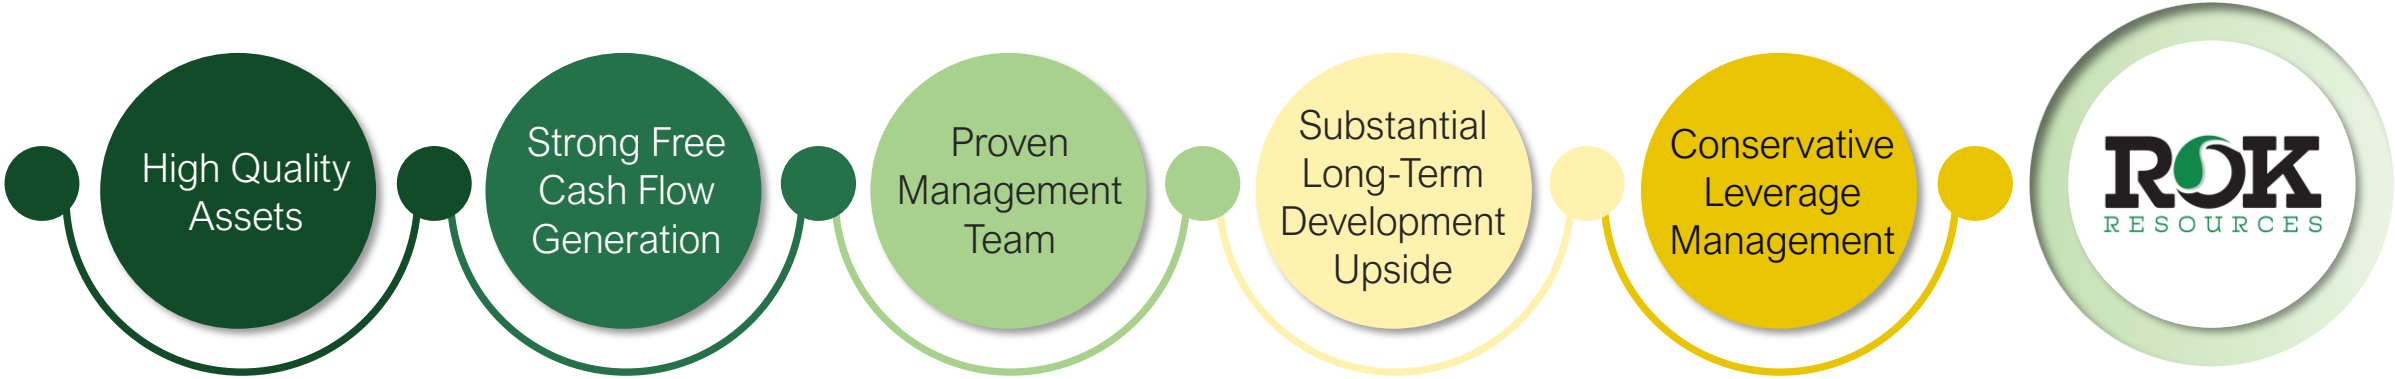 High Quality
Assets
Strong Free
Cash Flow
Generation
Proven
Management
Team
Substantial
Long-Term
Development
Upside
Conservative
Leverage
Management
ROK
RESOURCES